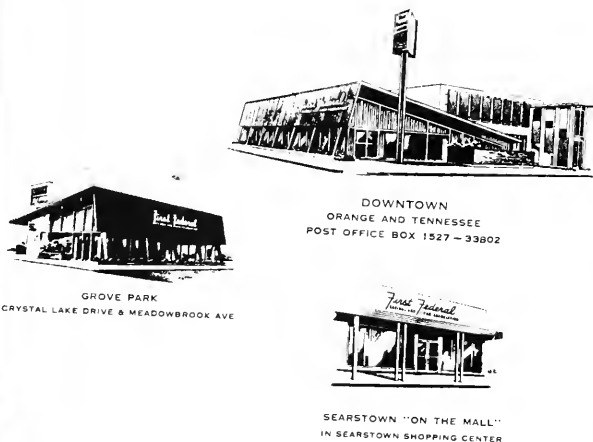 DOWNTOWN
ORANGE AND TENNESSEE
POST OFFICE BOX 1527 — 33802
First Federal
GROVE PARK
CRYSTAL LAKE DRIVE & MEADOWBROOK AVE
First Federal
SEARSTOWN "ON THE MALL"
IN SEARSTOWN SHOPPING CENTER